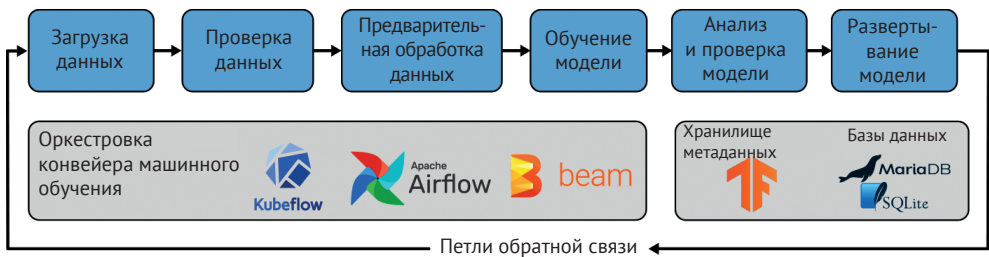 Загрузка
данных
Проверка
данных
Предваритель-
ная обработка
данных
Обучение
модели
Анализ
и проверка
модели
Разверты-
вание
модели
Оркестровка
конвейера машинного
обучения
Kubeflow
Apache
Airflow
beam
Хранилище
метаданных
Базы данных
MariaDB
SQLite
Петли обратной связи